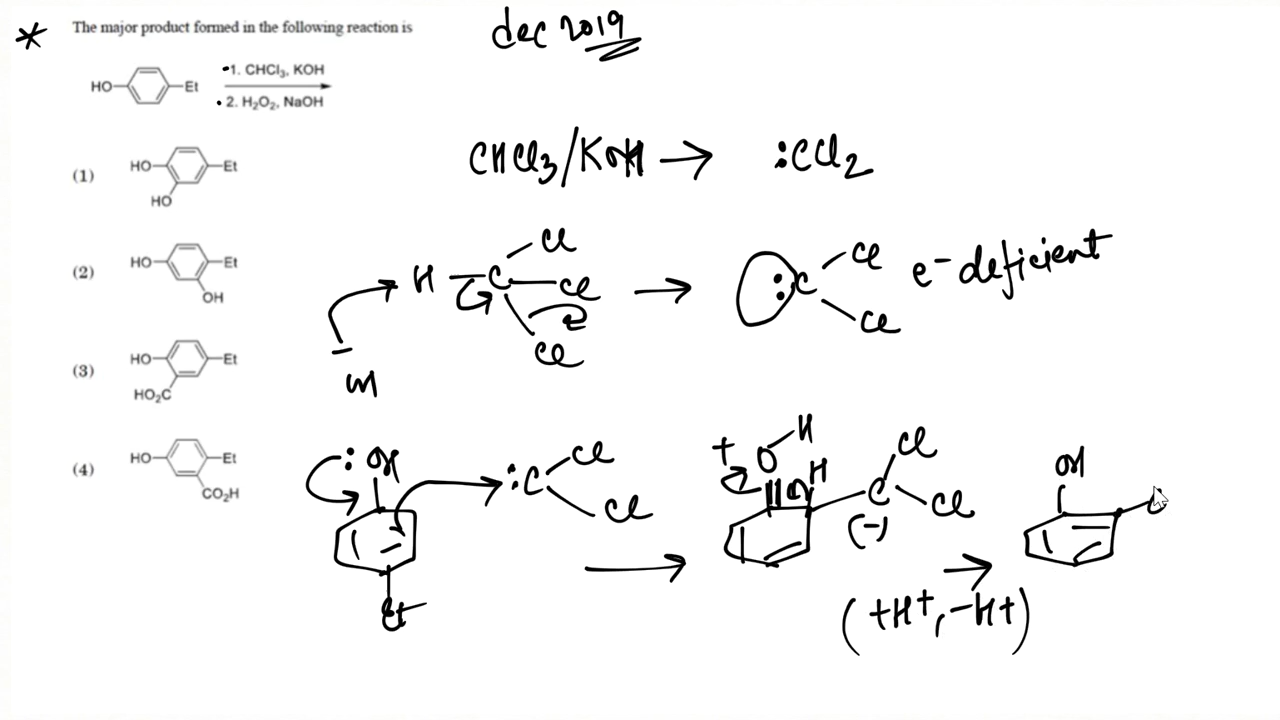 * The major product formed in the following reaction is
dec 2019
HO Et
1. CHCl3, KOH
2. H2O2, NaOH
(1) HO Et HO
(2) HO Et OH
(3) HO Et HO2C
(4) HO Et CO2H
CHCl3/KOH → :CCl2
H C Cl Cl Cl → :C Cl Cl e- deficient
:OH :C Cl Cl
Et
+ O H H C Cl Cl (-)
(+H+, -H+)
OH